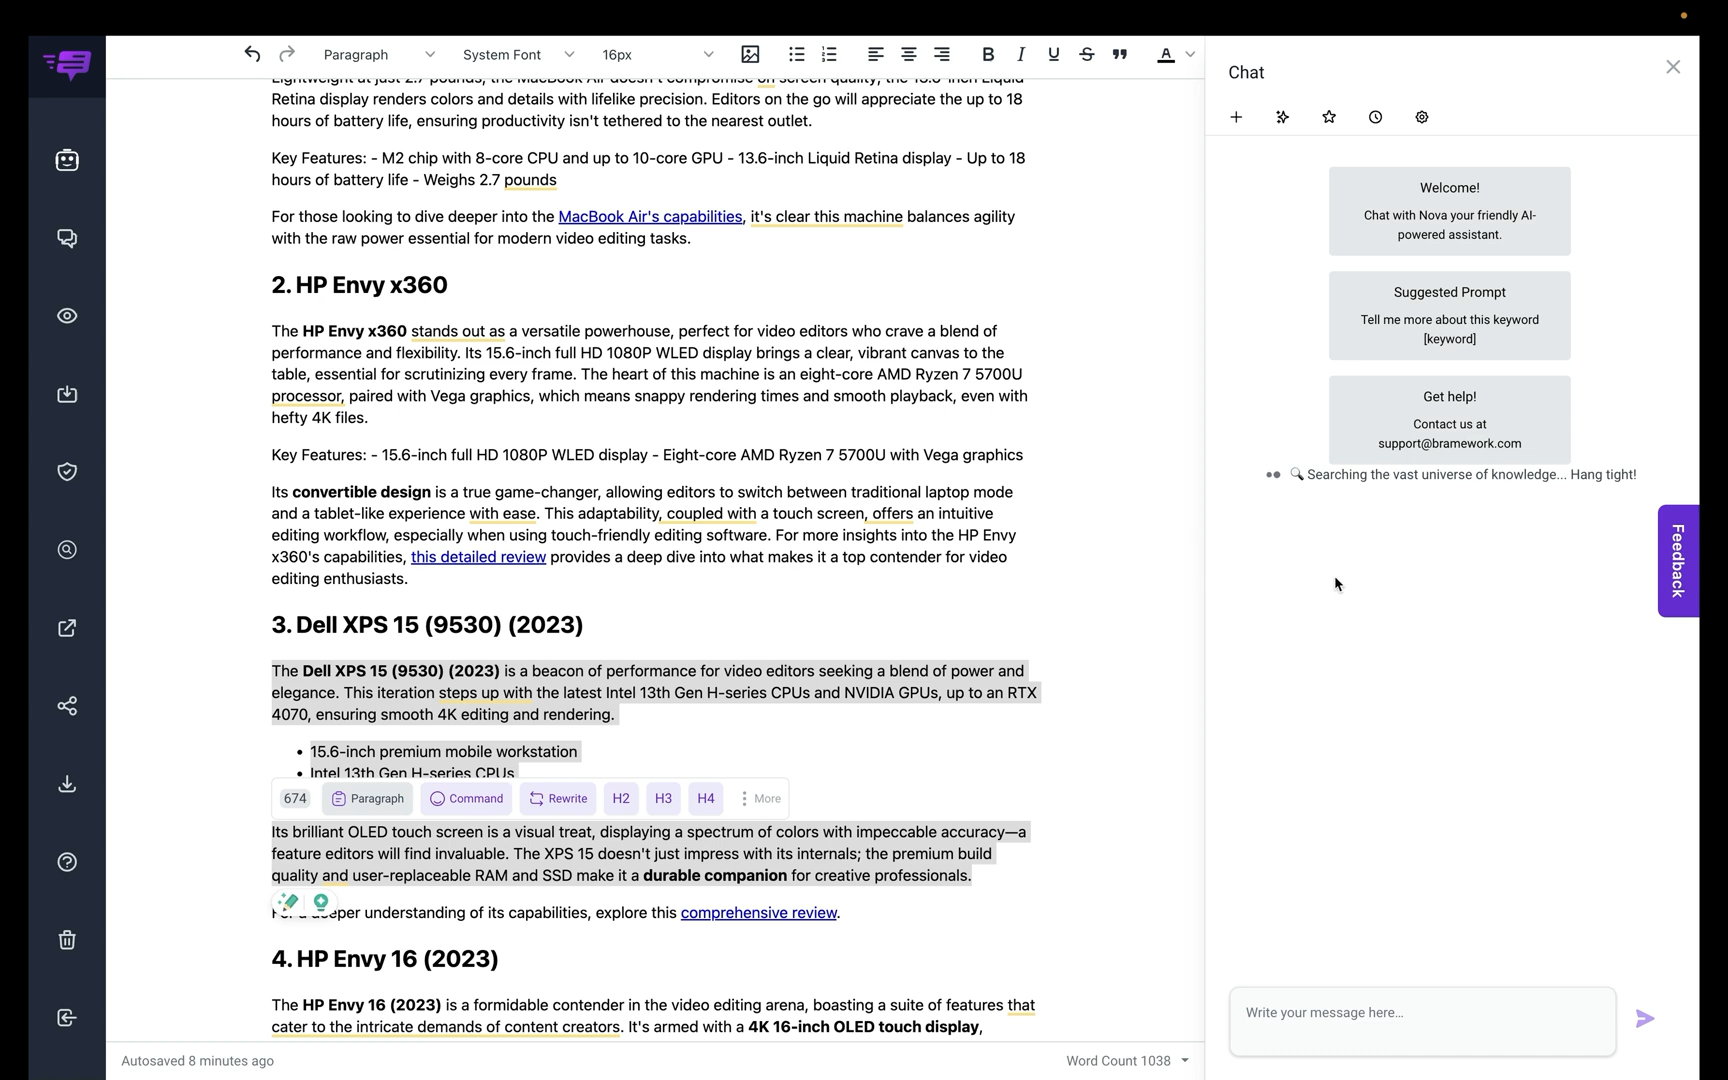 Paragraph
System Font
16px
B
I
U
S
A
Lightweight at just 2.7 pounds, the MacBook Air doesn't compromise on screen quality; the 13.6-inch Liquid
Retina display renders colors and details with lifelike precision. Editors on the go will appreciate the up to 18
hours of battery life, ensuring productivity isn't tethered to the nearest outlet.
Key Features: - M2 chip with 8-core CPU and up to 10-core GPU - 13.6-inch Liquid Retina display - Up to 18
hours of battery life - Weighs 2.7 pounds
For those looking to dive deeper into the MacBook Air's capabilities, it's clear this machine balances agility
with the raw power essential for modern video editing tasks.
2. HP Envy x360
The HP Envy x360 stands out as a versatile powerhouse, perfect for video editors who crave a blend of
performance and flexibility. Its 15.6-inch full HD 1080P WLED display brings a clear, vibrant canvas to the
table, essential for scrutinizing every frame. The heart of this machine is an eight-core AMD Ryzen 7 5700U
processor, paired with Vega graphics, which means snappy rendering times and smooth playback, even with
hefty 4K files.
Key Features: - 15.6-inch full HD 1080P WLED display - Eight-core AMD Ryzen 7 5700U with Vega graphics
Its convertible design is a true game-changer, allowing editors to switch between traditional laptop mode
and a tablet-like experience with ease. This adaptability, coupled with a touch screen, offers an intuitive
editing workflow, especially when using touch-friendly editing software. For more insights into the HP Envy
x360's capabilities, this detailed review provides a deep dive into what makes it a top contender for video
editing enthusiasts.
3. Dell XPS 15 (9530) (2023)
The Dell XPS 15 (9530) (2023) is a beacon of performance for video editors seeking a blend of power and
elegance. This iteration steps up with the latest Intel 13th Gen H-series CPUs and NVIDIA GPUs, up to an RTX
4070, ensuring smooth 4K editing and rendering.
• 15.6-inch premium mobile workstation
• Intel 13th Gen H-series CPUs
674
Paragraph
Command
Rewrite
H2
H3
H4
More
Its brilliant OLED touch screen is a visual treat, displaying a spectrum of colors with impeccable accuracy—a
feature editors will find invaluable. The XPS 15 doesn't just impress with its internals; the premium build
quality and user-replaceable RAM and SSD make it a durable companion for creative professionals.
deeper understanding of its capabilities, explore this comprehensive review.
4. HP Envy 16 (2023)
The HP Envy 16 (2023) is a formidable contender in the video editing arena, boasting a suite of features that
cater to the intricate demands of content creators. It's armed with a 4K 16-inch OLED touch display,
Autosaved 8 minutes ago
Word Count 1038
Chat
Welcome!
Chat with Nova your friendly AI-
powered assistant.
Suggested Prompt
Tell me more about this keyword
[keyword]
Get help!
Contact us at
support@bramework.com
Searching the vast universe of knowledge... Hang tight!
Feedback
Write your message here...